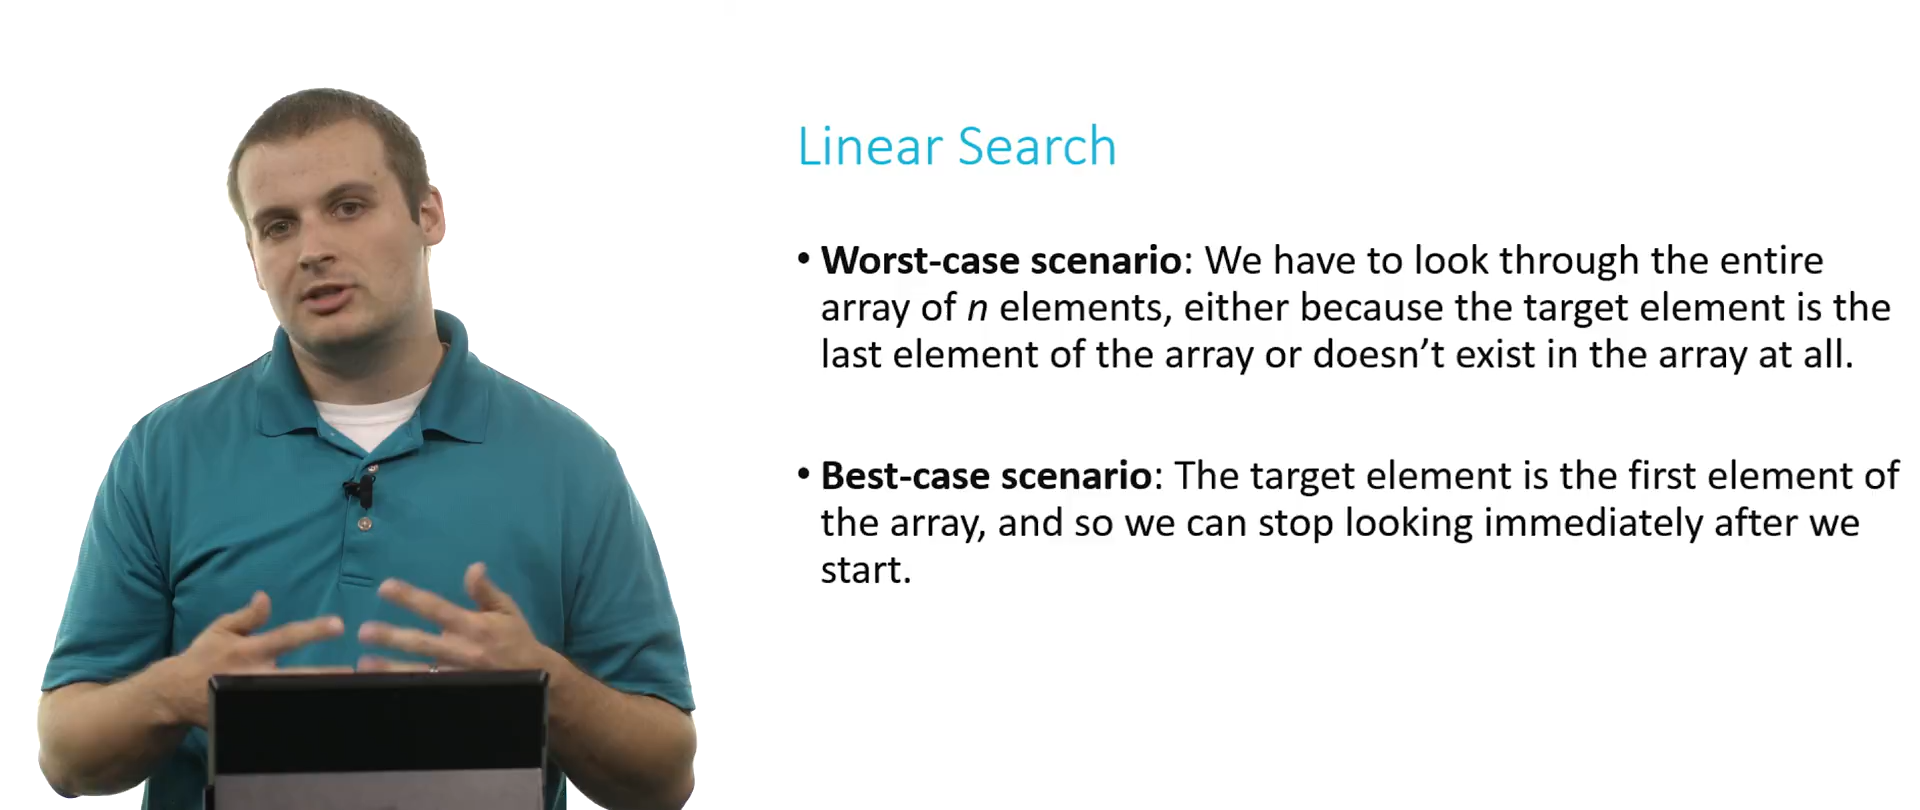 Linear Search
• Worst-case scenario: We have to look through the entire
array of n elements, either because the target element is the
last element of the array or doesn’t exist in the array at all.
• Best-case scenario: The target element is the first element of
the array, and so we can stop looking immediately after we
start.